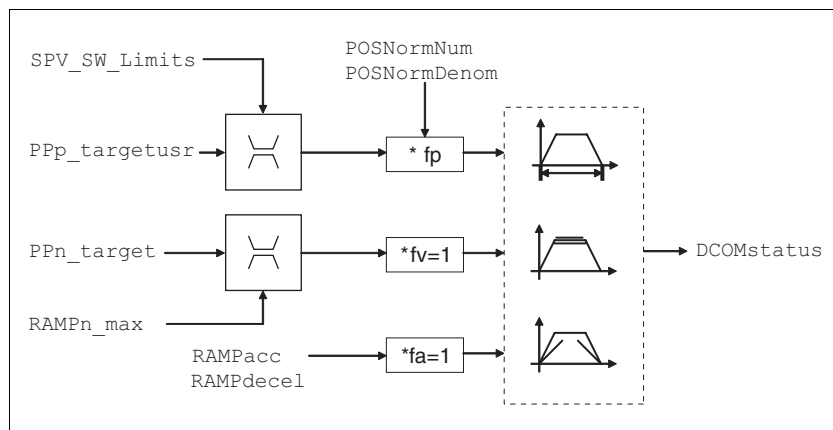 POSNormNum
POSNormDenom
SPV_SW_Limits
PPp_targetusr
* fp
PPn_target
*fv=1
DCOMstatus
RAMPn_max
RAMPacc
RAMPdecel
*fa=1